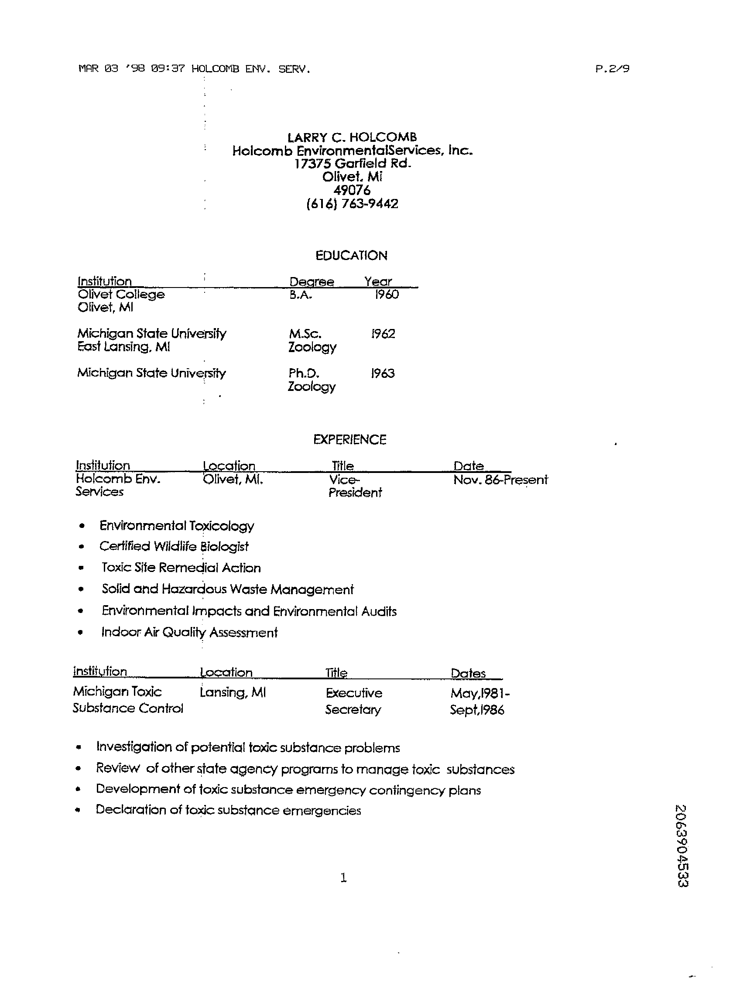 MAR 03 '98 09:37 HOLCOMB ENV. SERV. P.2/9
LARRY C. HOLCOMB
Holcomb EnvironmentalServices, Inc.
17375 Garfield Rd.
Olivet, Mi
49076
(616) 763-9442
EDUCATION
Institution Degree Year
Olivet College B.A. 1960
Olivet, MI
Michigan State University M.Sc. 1962
East Lansing, MI Zoology
Michigan State University Ph.D. 1963
Zoology
EXPERIENCE
Institution Location Title Date
Holcomb Env. Olivet, MI. Vice- Nov. 86-Present
Services President
• Environmental Toxicology
• Certified Wildlife Biologist
• Toxic Site Remedial Action
• Solid and Hazardous Waste Management
• Environmental Impacts and Environmental Audits
• Indoor Air Quality Assessment
Institution Location Title Dates
Michigan Toxic Lansing, MI Executive May,1981-
Substance Control Secretary Sept,1986
• Investigation of potential toxic substance problems
• Review of other state agency programs to manage toxic substances
• Development of toxic substance emergency contingency plans
• Declaration of toxic substance emergencies
2063904533
1